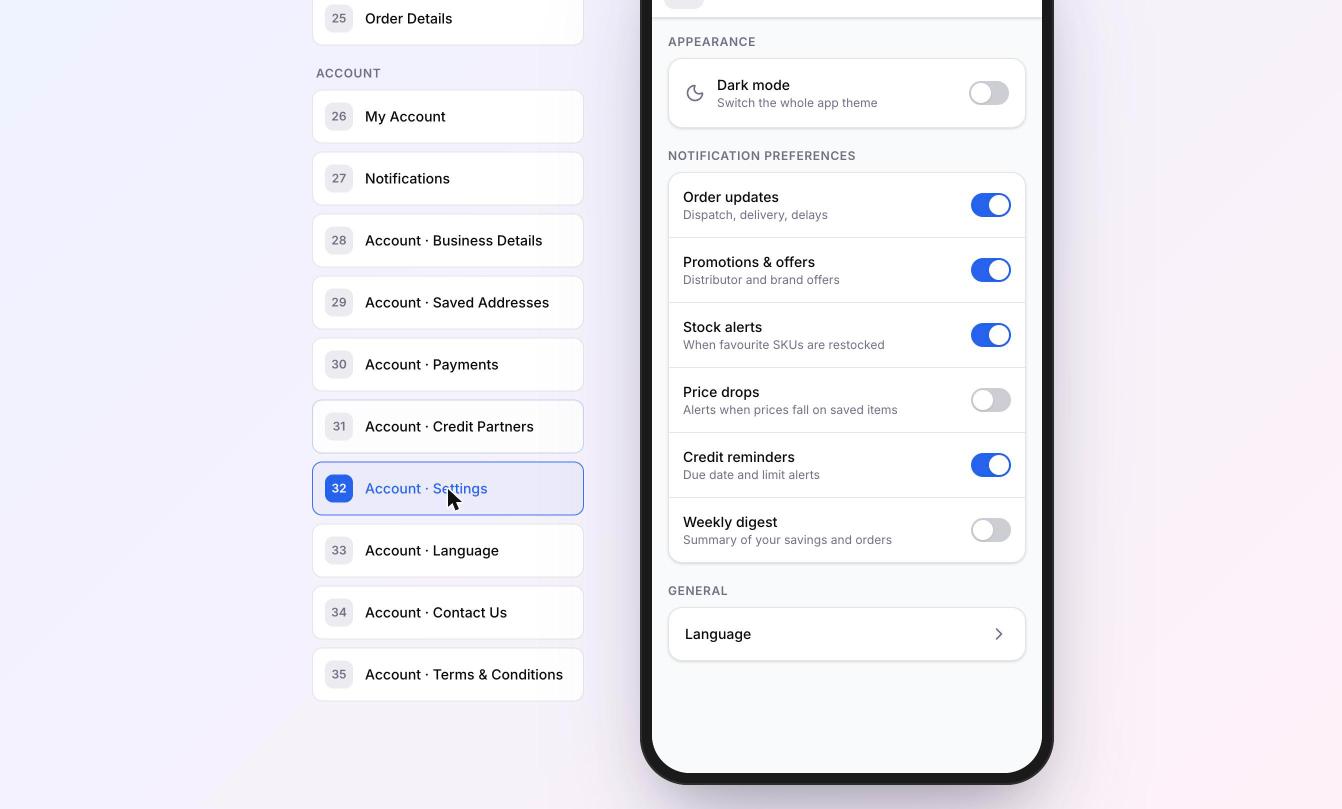 25 Order Details
ACCOUNT
26 My Account
27 Notifications
28 Account · Business Details
29 Account · Saved Addresses
30 Account · Payments
31 Account · Credit Partners
32 Account · Settings
33 Account · Language
34 Account · Contact Us
35 Account · Terms & Conditions
APPEARANCE
Dark mode
Switch the whole app theme
NOTIFICATION PREFERENCES
Order updates
Dispatch, delivery, delays
Promotions & offers
Distributor and brand offers
Stock alerts
When favourite SKUs are restocked
Price drops
Alerts when prices fall on saved items
Credit reminders
Due date and limit alerts
Weekly digest
Summary of your savings and orders
GENERAL
Language